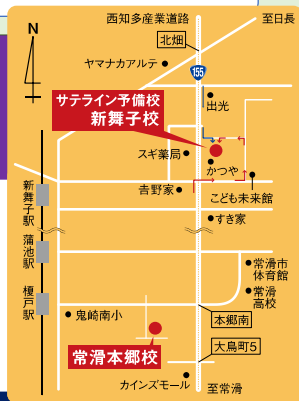 西知多産業道路
至日長
N
北畑
ヤマナカアルテ
155
サテライン予備校
新舞子校
出光
スギ薬局
かつや
吉野家
こども未来館
新舞子駅
すき家
蒲池駅
常滑市
体育館
榎戸駅
常滑
高校
鬼崎南小
本郷南
常滑本郷校
大鳥町5
カインズモール
至常滑